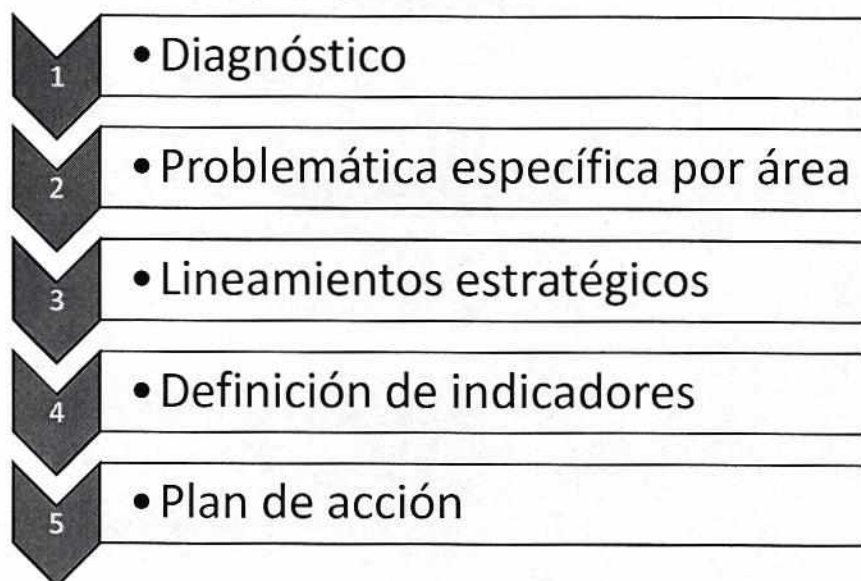 1
• Diagnóstico
2
• Problemática específica por área
3
• Lineamientos estratégicos
4
• Definición de indicadores
5
• Plan de acción